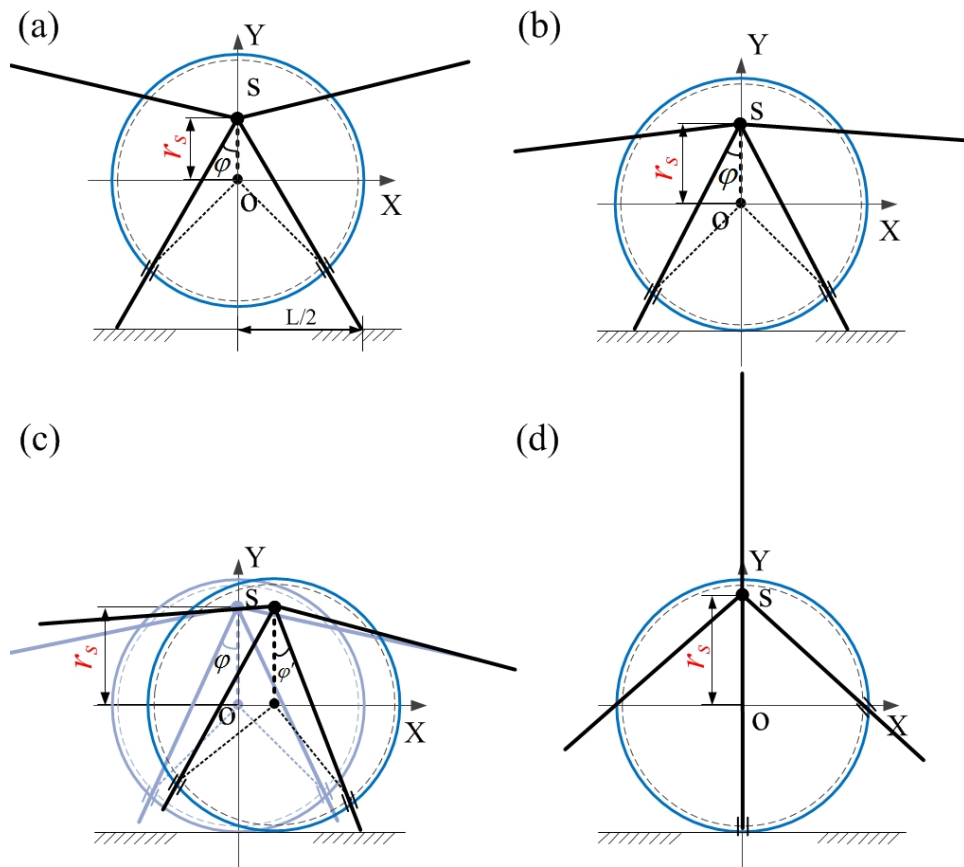 (a)
Y
S
r_s
φ
O
X
L/2
(b)
Y
S
r_s
φ
O
X
(c)
Y
S
r_s
φ
φ'
O
X
(d)
Y
S
r_s
O
X